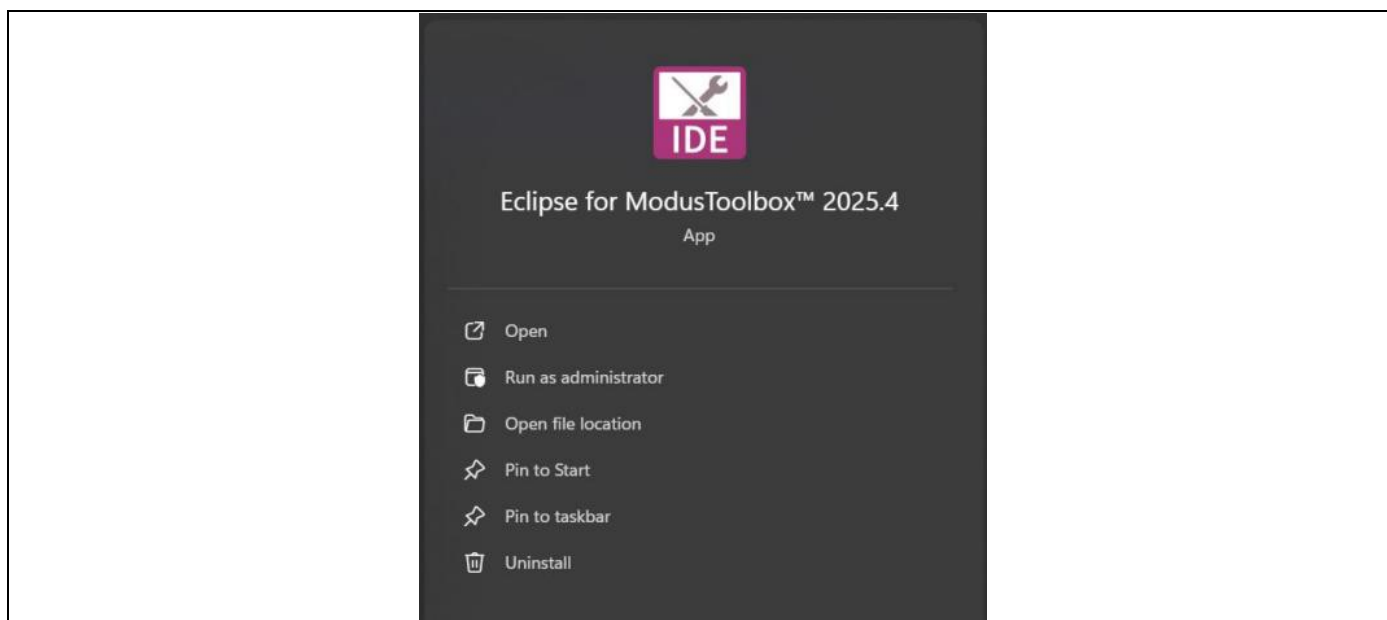 IDE
Eclipse for ModusToolbox™ 2025.4
App
Open
Run as administrator
Open file location
Pin to Start
Pin to taskbar
Uninstall